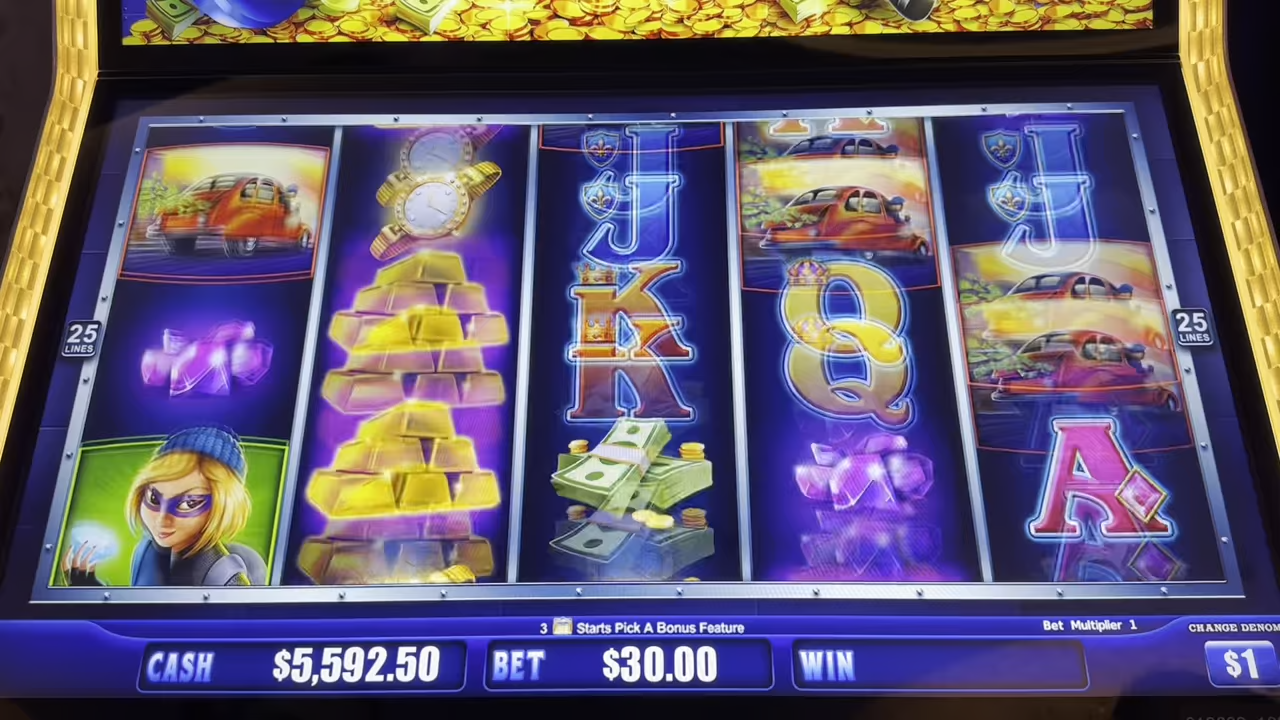 J
J
J
J
K
K
Q
Q
A
25
LINES
25
LINES
3 Starts Pick A Bonus Feature
Bet Multiplier 1
CHANGE DENOM
CASH $5,592.50
BET $30.00
WIN
$1